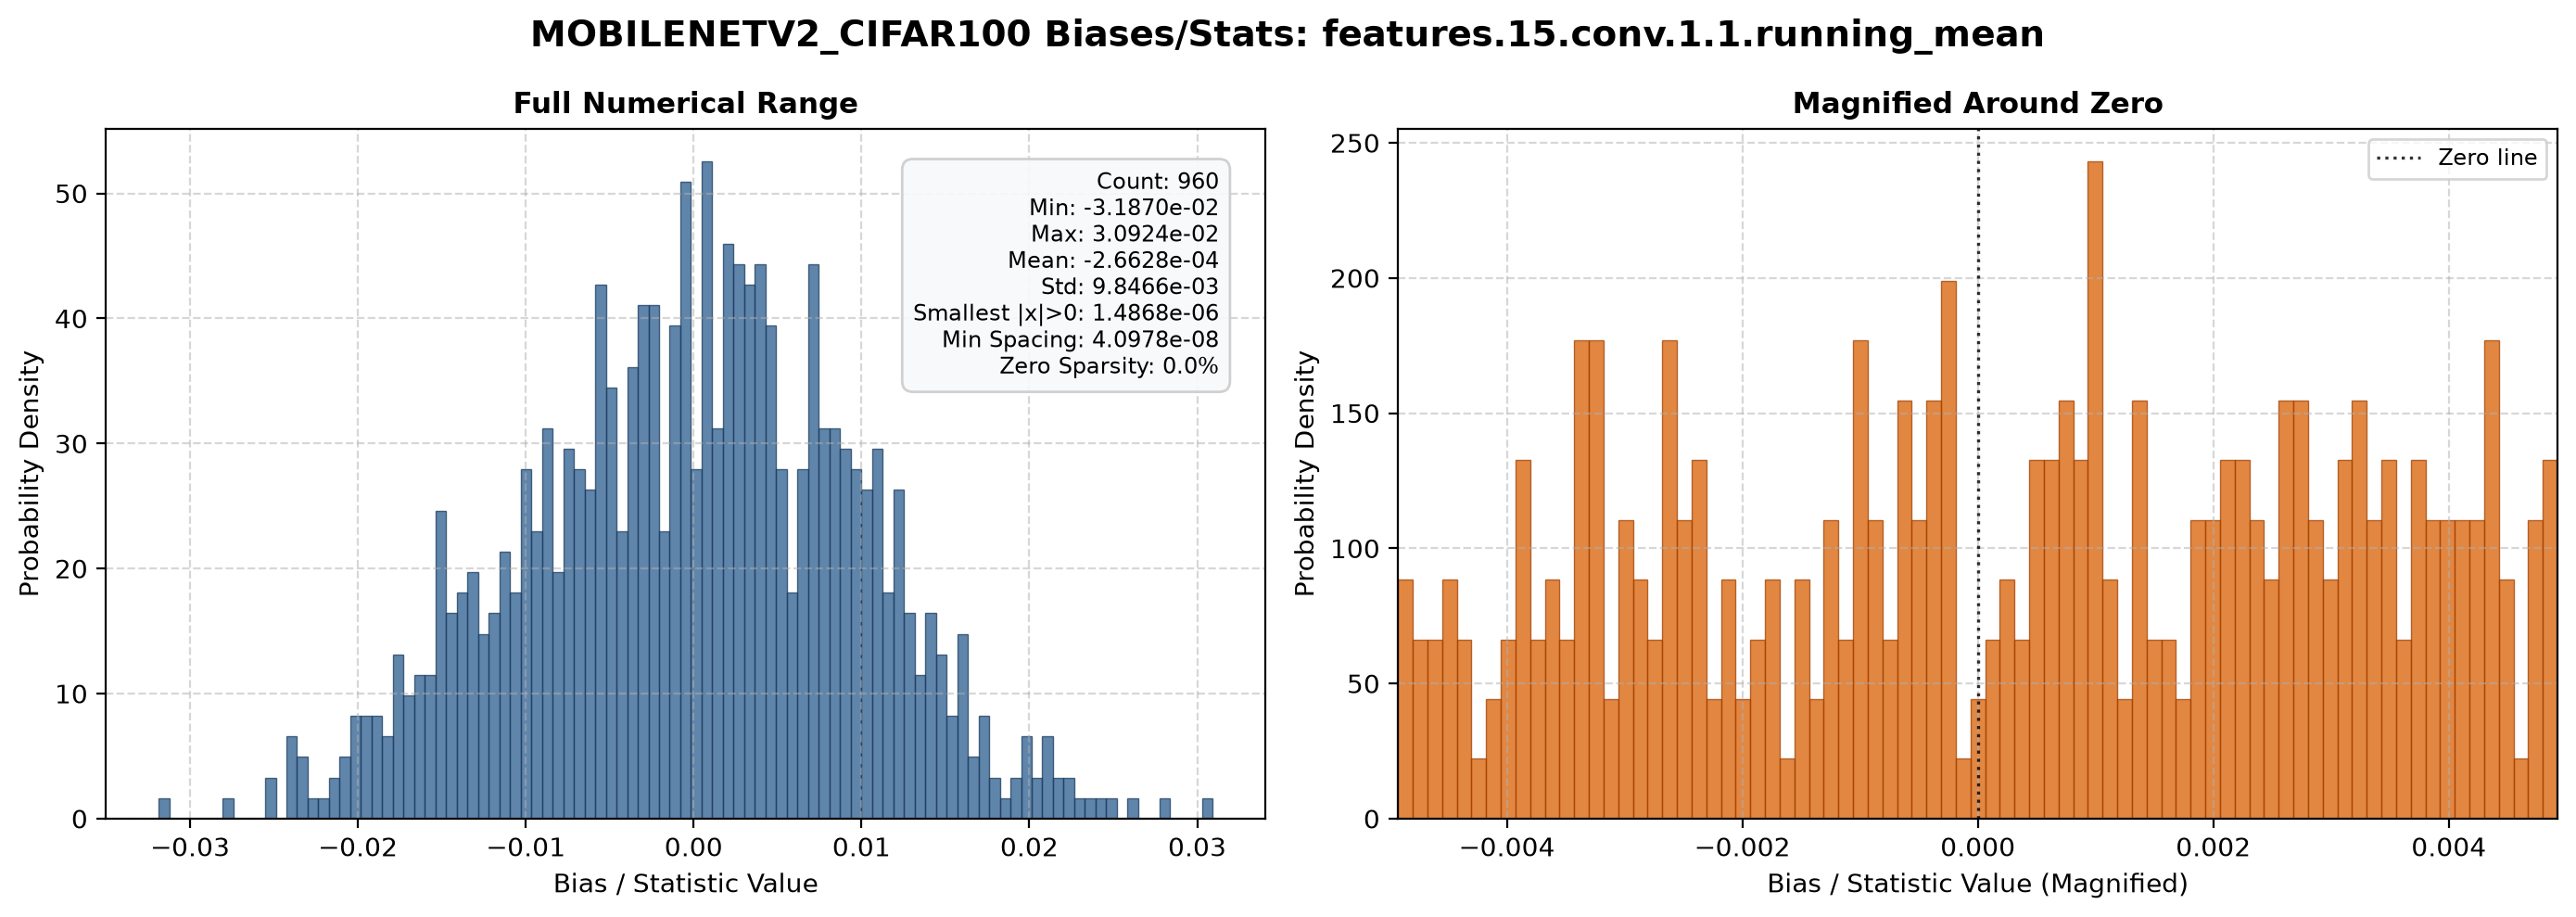 MOBILENETV2_CIFAR100 Biases/Stats: features.15.conv.1.1.running_mean
Full Numerical Range
Probability Density
50
40
30
20
10
0
Count: 960
Min: -3.1870e-02
Max: 3.0924e-02
Mean: -2.6628e-04
Std: 9.8466e-03
Smallest |x|>0: 1.4868e-06
Min Spacing: 4.0978e-08
Zero Sparsity: 0.0%
−0.03 −0.02 −0.01 0.00 0.01 0.02 0.03
Bias / Statistic Value
Magnified Around Zero
Probability Density
250
200
150
100
50
0
Zero line
−0.004 −0.002 0.000 0.002 0.004
Bias / Statistic Value (Magnified)